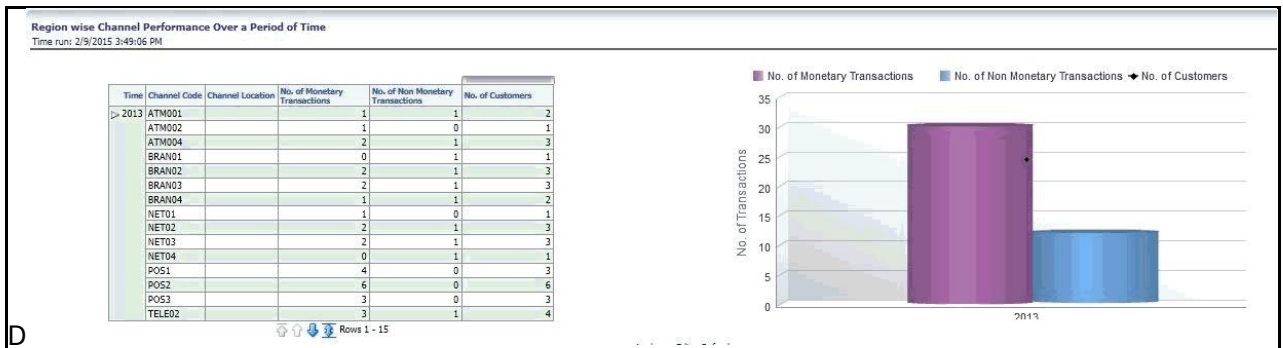 Region wise Channel Performance Over a Period of Time
Time run: 2/9/2015 3:49:06 PM
Time Channel Code Channel Location No. of Monetary Transactions No. of Non Monetary Transactions No. of Customers
2013 ATM001 1 1 2
ATM002 1 0 1
ATM004 2 1 3
BRAN01 0 1 1
BRAN02 2 1 3
BRAN03 2 1 3
BRAN04 1 1 2
NET01 1 0 1
NET02 2 1 3
NET03 2 1 3
NET04 0 1 1
POS1 4 0 3
POS2 6 0 6
POS3 3 0 3
TELE02 3 1 4
Rows 1 - 15
No. of Monetary Transactions No. of Non Monetary Transactions No. of Customers
No. of Transactions
35
30
25
20
15
10
5
0
2013
D